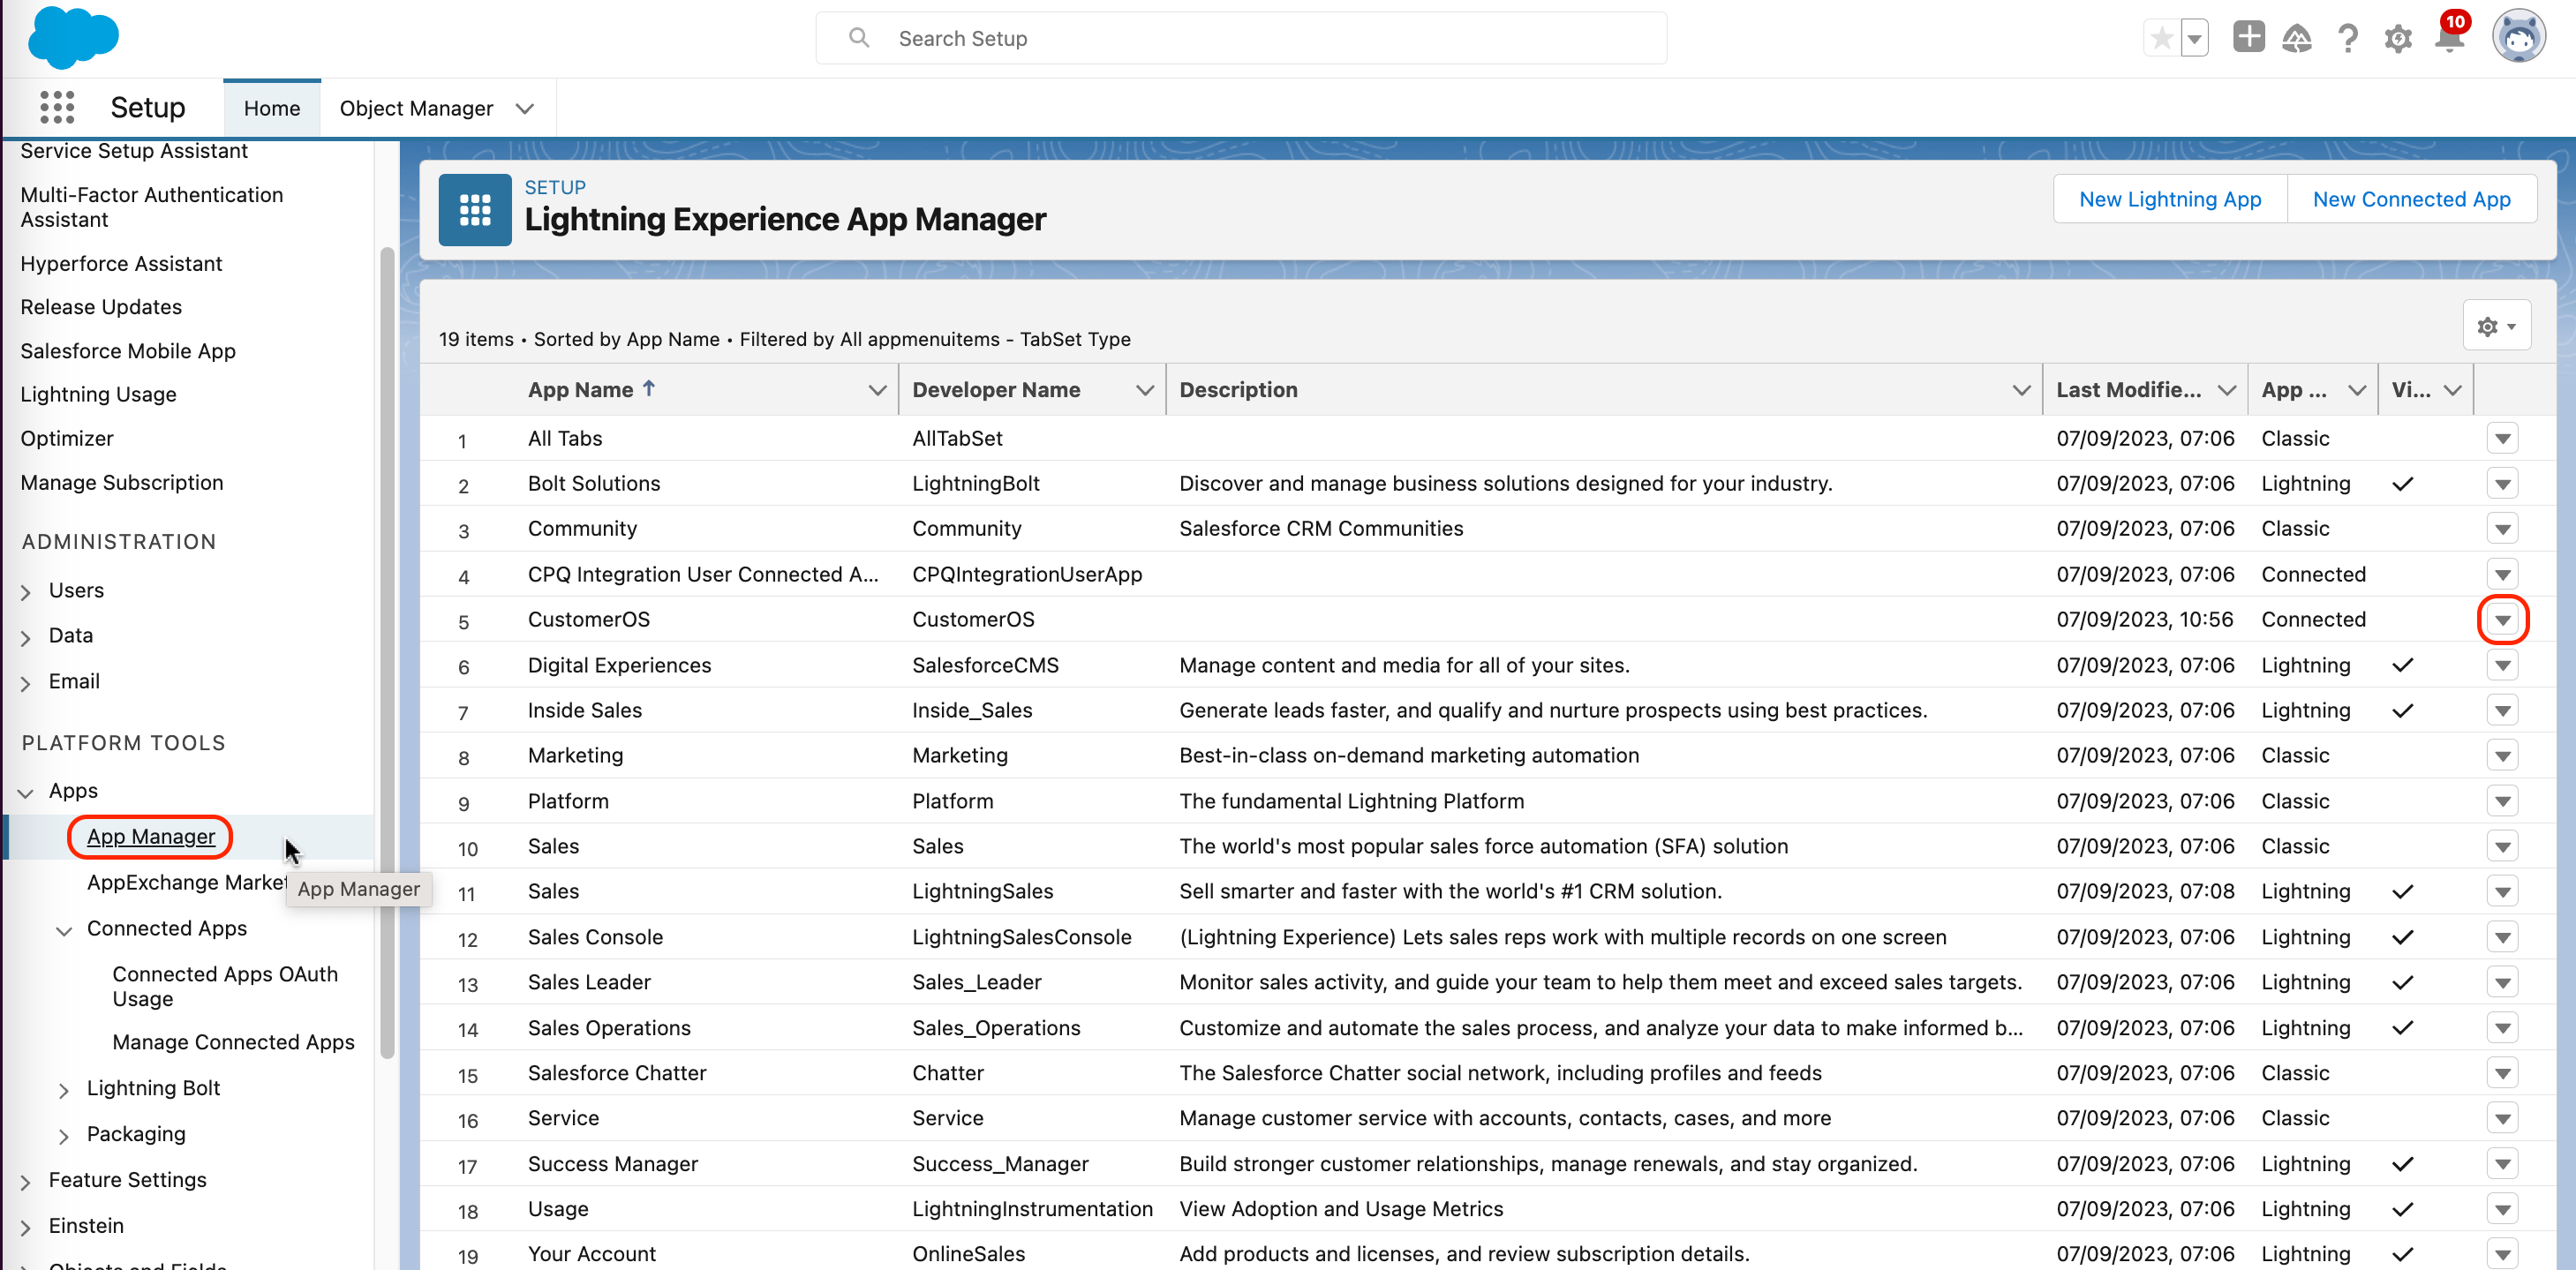 Search Setup
10
Setup
Home
Object Manager
Service Setup Assistant
Multi-Factor Authentication
Assistant
Hyperforce Assistant
Release Updates
Salesforce Mobile App
Lightning Usage
Optimizer
Manage Subscription
ADMINISTRATION
Users
Data
Email
PLATFORM TOOLS
Apps
App Manager
AppExchange Market
App Manager
Connected Apps
Connected Apps OAuth
Usage
Manage Connected Apps
Lightning Bolt
Packaging
Feature Settings
Einstein
Objects and Fields
SETUP
Lightning Experience App Manager
New Lightning App
New Connected App
19 items • Sorted by App Name • Filtered by All appmenuitems - TabSet Type
App Name ↑ Developer Name Description Last Modifie... App ... Vi...
1 All Tabs AllTabSet 07/09/2023, 07:06 Classic
2 Bolt Solutions LightningBolt Discover and manage business solutions designed for your industry. 07/09/2023, 07:06 Lightning
3 Community Community Salesforce CRM Communities 07/09/2023, 07:06 Classic
4 CPQ Integration User Connected A... CPQIntegrationUserApp 07/09/2023, 07:06 Connected
5 CustomerOS CustomerOS 07/09/2023, 10:56 Connected
6 Digital Experiences SalesforceCMS Manage content and media for all of your sites. 07/09/2023, 07:06 Lightning
7 Inside Sales Inside_Sales Generate leads faster, and qualify and nurture prospects using best practices. 07/09/2023, 07:06 Lightning
8 Marketing Marketing Best-in-class on-demand marketing automation 07/09/2023, 07:06 Classic
9 Platform Platform The fundamental Lightning Platform 07/09/2023, 07:06 Classic
10 Sales Sales The world's most popular sales force automation (SFA) solution 07/09/2023, 07:06 Classic
11 Sales LightningSales Sell smarter and faster with the world's #1 CRM solution. 07/09/2023, 07:08 Lightning
12 Sales Console LightningSalesConsole (Lightning Experience) Lets sales reps work with multiple records on one screen 07/09/2023, 07:06 Lightning
13 Sales Leader Sales_Leader Monitor sales activity, and guide your team to help them meet and exceed sales targets. 07/09/2023, 07:06 Lightning
14 Sales Operations Sales_Operations Customize and automate the sales process, and analyze your data to make informed b... 07/09/2023, 07:06 Lightning
15 Salesforce Chatter Chatter The Salesforce Chatter social network, including profiles and feeds 07/09/2023, 07:06 Classic
16 Service Service Manage customer service with accounts, contacts, cases, and more 07/09/2023, 07:06 Classic
17 Success Manager Success_Manager Build stronger customer relationships, manage renewals, and stay organized. 07/09/2023, 07:06 Lightning
18 Usage LightningInstrumentation View Adoption and Usage Metrics 07/09/2023, 07:06 Lightning
19 Your Account OnlineSales Add products and licenses, and review subscription details. 07/09/2023, 07:06 Lightning